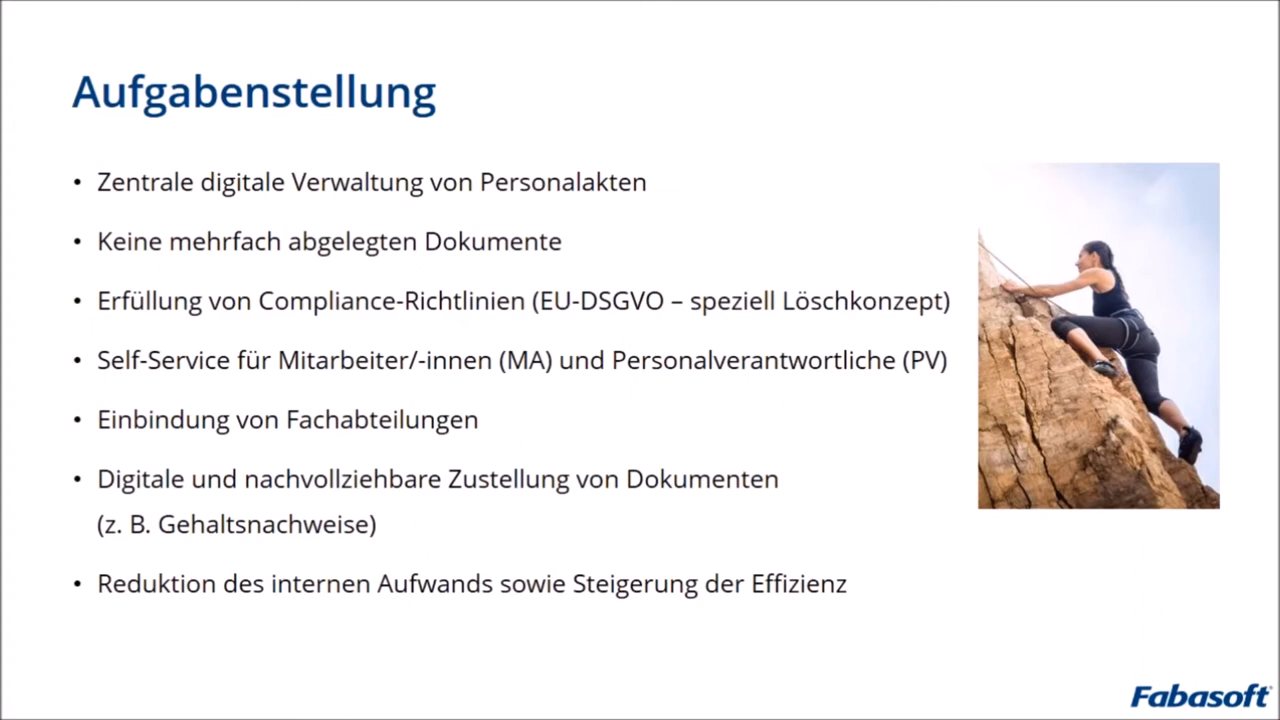 Aufgabenstellung
• Zentrale digitale Verwaltung von Personalakten
• Keine mehrfach abgelegten Dokumente
• Erfüllung von Compliance-Richtlinien (EU-DSGVO – speziell Löschkonzept)
• Self-Service für Mitarbeiter/-innen (MA) und Personalverantwortliche (PV)
• Einbindung von Fachabteilungen
• Digitale und nachvollziehbare Zustellung von Dokumenten
(z. B. Gehaltsnachweise)
• Reduktion des internen Aufwands sowie Steigerung der Effizienz
Fabasoft®